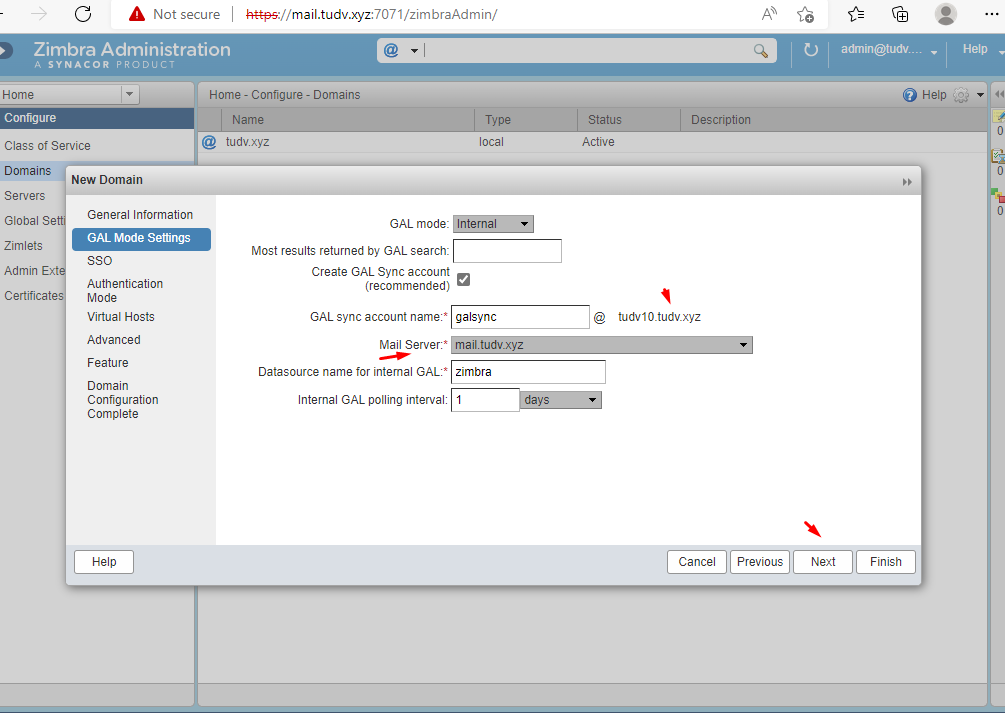 Not secure https://mail.tudv.xyz:7071/zimbraAdmin/
Zimbra Administration
A SYNACOR PRODUCT
@
admin@tudv....
Help
Home
Home - Configure - Domains
Help
Configure
Name Type Status Description
Class of Service
@ tudv.xyz local Active
Domains
Servers
Global Setti
Zimlets
Admin Exte
Certificates
0
0
0
New Domain
General Information
GAL Mode Settings
SSO
Authentication
Mode
Virtual Hosts
Advanced
Feature
Domain
Configuration
Complete
GAL mode: Internal
Most results returned by GAL search:
Create GAL Sync account
(recommended)
GAL sync account name:* galsync @ tudv10.tudv.xyz
Mail Server:* mail.tudv.xyz
Datasource name for internal GAL:* zimbra
Internal GAL polling interval: 1 days
Help Cancel Previous Next Finish